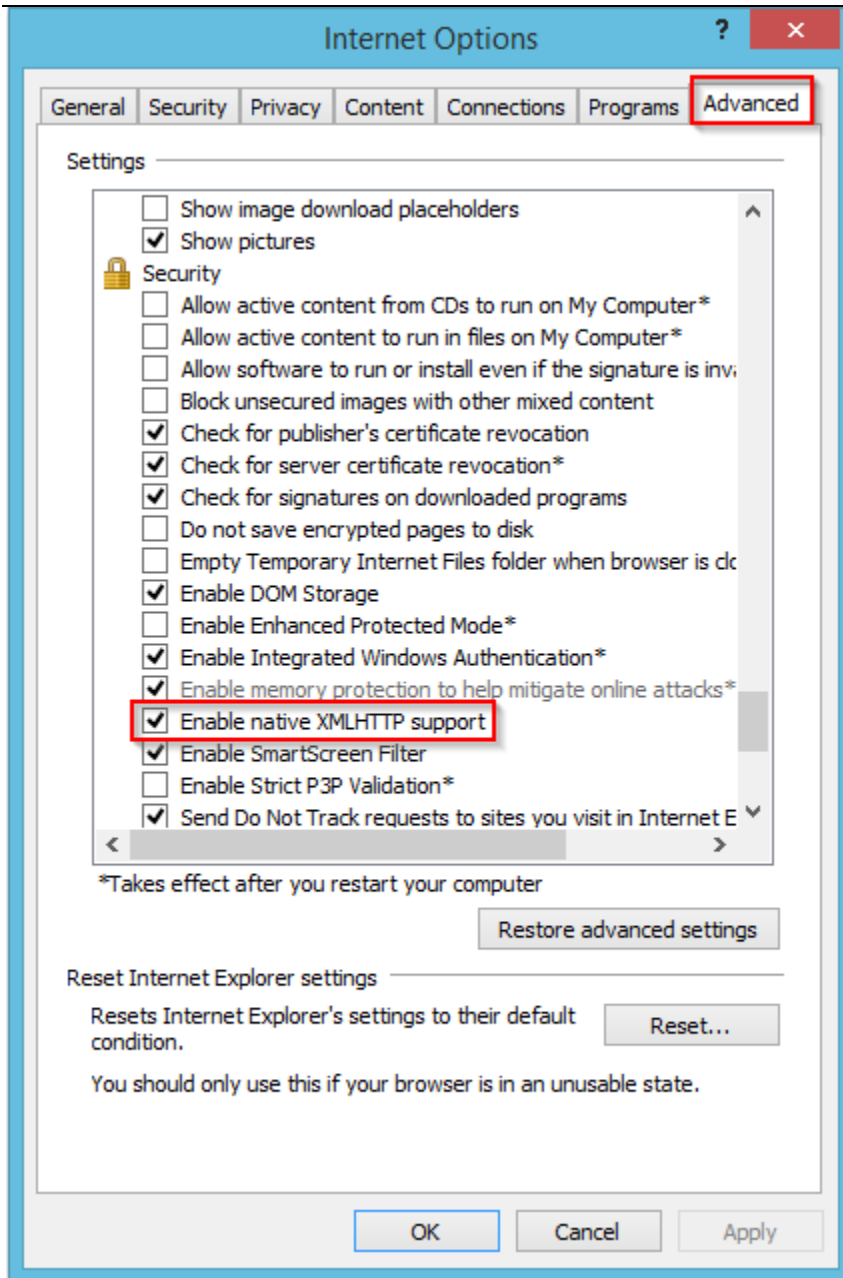 Internet Options
?
×
General Security Privacy Content Connections Programs Advanced
Settings
Show image download placeholders
Show pictures
Security
Allow active content from CDs to run on My Computer*
Allow active content to run in files on My Computer*
Allow software to run or install even if the signature is inva
Block unsecured images with other mixed content
Check for publisher's certificate revocation
Check for server certificate revocation*
Check for signatures on downloaded programs
Do not save encrypted pages to disk
Empty Temporary Internet Files folder when browser is clo
Enable DOM Storage
Enable Enhanced Protected Mode*
Enable Integrated Windows Authentication*
Enable memory protection to help mitigate online attacks*
Enable native XMLHTTP support
Enable SmartScreen Filter
Enable Strict P3P Validation*
Send Do Not Track requests to sites you visit in Internet E
*Takes effect after you restart your computer
Restore advanced settings
Reset Internet Explorer settings
Resets Internet Explorer's settings to their default
condition.
Reset...
You should only use this if your browser is in an unusable state.
OK Cancel Apply